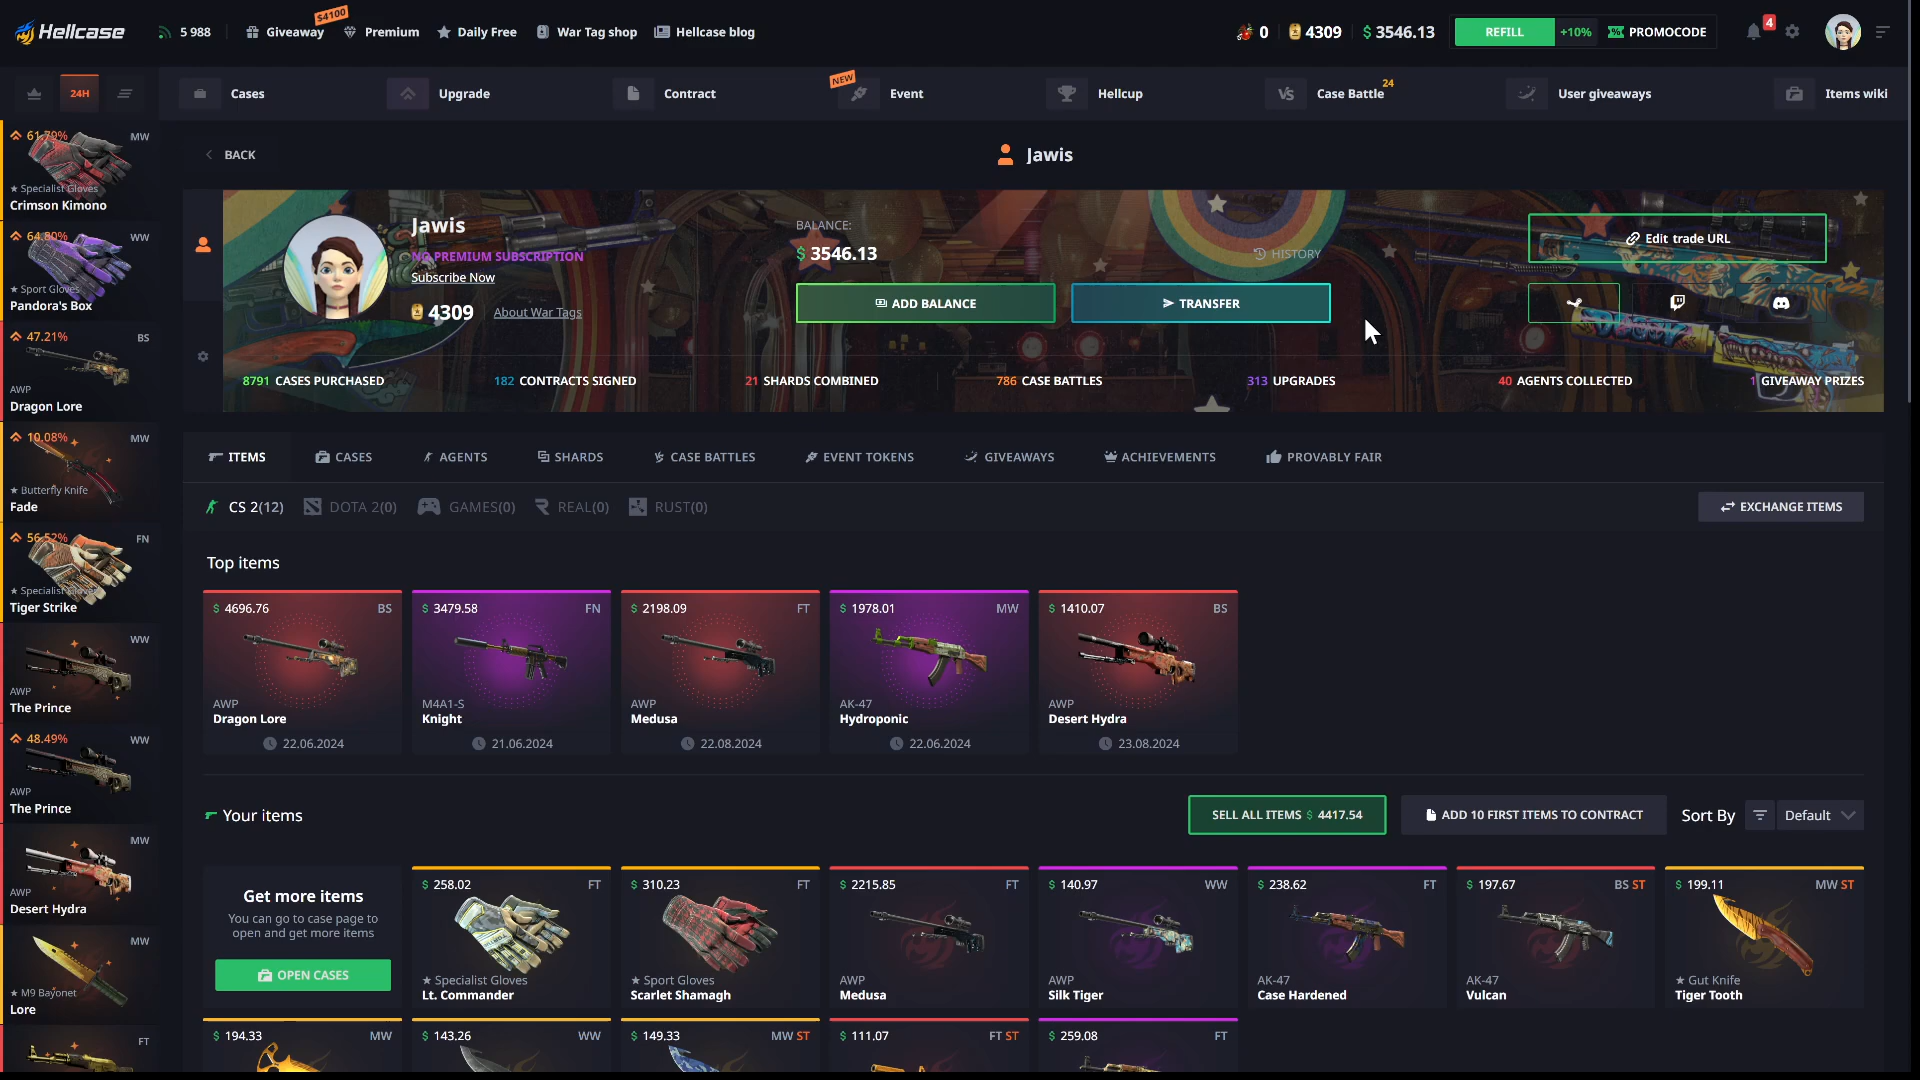 Hellcase
5 988
Giveaway
$4100
Premium
Daily Free
War Tag shop
Hellcase blog
0
4309
$ 3546.13
REFILL
+10%
% PROMOCODE
4
24H
Cases
Upgrade
Contract
NEW
Event
Hellcup
VS
Case Battle
24
User giveaways
Items wiki
61.79%
MW
★ Specialist Gloves
Crimson Kimono
64.80%
WW
★ Sport Gloves
Pandora's Box
47.21%
BS
AWP
Dragon Lore
10.08%
MW
★ Butterfly Knife
Fade
56.52%
FN
★ Specialist Gloves
Tiger Strike
WW
AWP
The Prince
48.49%
WW
AWP
The Prince
MW
AWP
Desert Hydra
MW
★ M9 Bayonet
Lore
FT
BACK
Jawis
Jawis
NO PREMIUM SUBSCRIPTION
Subscribe Now
4309
About War Tags
BALANCE:
$ 3546.13
HISTORY
ADD BALANCE
TRANSFER
Edit trade URL
8791 CASES PURCHASED
182 CONTRACTS SIGNED
21 SHARDS COMBINED
786 CASE BATTLES
313 UPGRADES
40 AGENTS COLLECTED
1 GIVEAWAY PRIZES
ITEMS
CASES
AGENTS
SHARDS
CASE BATTLES
EVENT TOKENS
GIVEAWAYS
ACHIEVEMENTS
PROVABLY FAIR
CS 2(12)
DOTA 2(0)
GAMES(0)
REAL(0)
RUST(0)
EXCHANGE ITEMS
Top items
$ 4696.76 BS
AWP
Dragon Lore
22.06.2024
$ 3479.58 FN
M4A1-S
Knight
21.06.2024
$ 2198.09 FT
AWP
Medusa
22.08.2024
$ 1978.01 MW
AK-47
Hydroponic
22.06.2024
$ 1410.07 BS
AWP
Desert Hydra
23.08.2024
Your items
SELL ALL ITEMS $ 4417.54
ADD 10 FIRST ITEMS TO CONTRACT
Sort By
Default
Get more items
You can go to case page to
open and get more items
OPEN CASES
$ 258.02 FT
★ Specialist Gloves
Lt. Commander
$ 310.23 FT
★ Sport Gloves
Scarlet Shamagh
$ 2215.85 FT
AWP
Medusa
$ 140.97 WW
AWP
Silk Tiger
$ 238.62 FT
AK-47
Case Hardened
$ 197.67 BS ST
AK-47
Vulcan
$ 199.11 MW ST
★ Gut Knife
Tiger Tooth
$ 194.33 MW
$ 143.26 WW
$ 149.33 MW ST
$ 111.07 FT ST
$ 259.08 FT